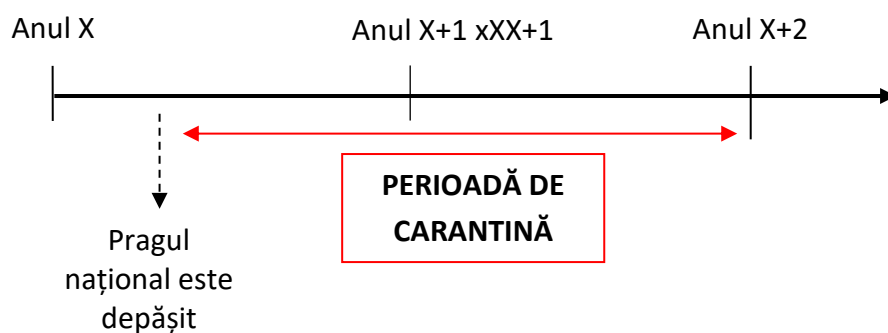 Anul X
Anul X+1 xXX+1
Anul X+2
PERIOADĂ DE
CARANTINĂ
Pragul
național este
depășit